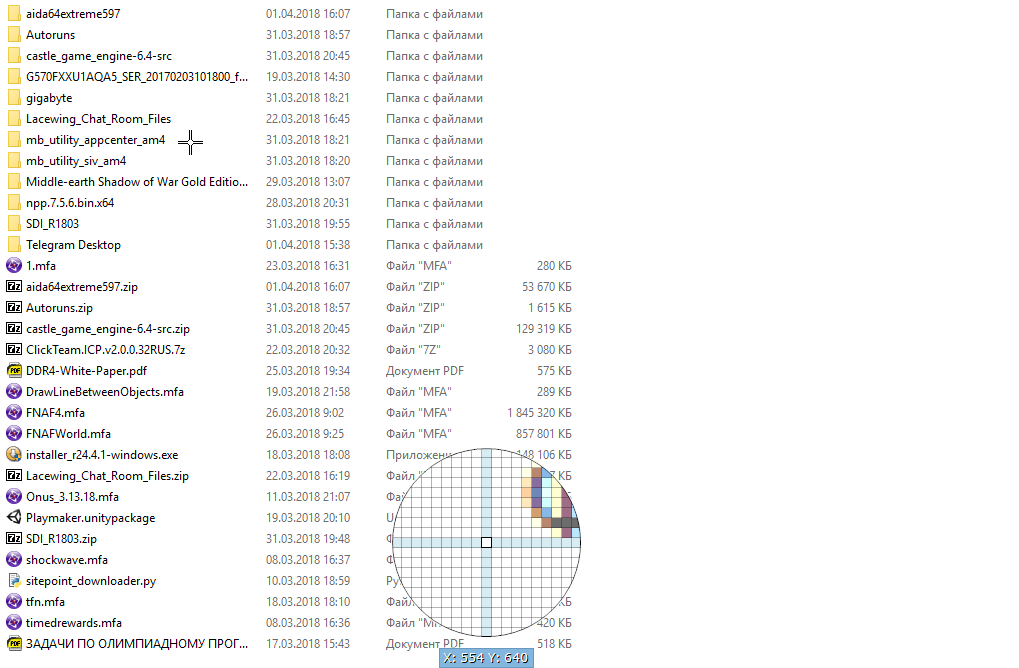 aida64extreme597 01.04.2018 16:07 Папка с файлами
Autoruns 31.03.2018 18:57 Папка с файлами
castle_game_engine-6.4-src 31.03.2018 20:45 Папка с файлами
G570FXXU1AQA5_SER_20170203101800_f... 19.03.2018 14:30 Папка с файлами
gigabyte 31.03.2018 18:21 Папка с файлами
Lacewing_Chat_Room_Files 22.03.2018 16:45 Папка с файлами
mb_utility_appcenter_am4 31.03.2018 18:21 Папка с файлами
mb_utility_siv_am4 31.03.2018 18:20 Папка с файлами
Middle-earth Shadow of War Gold Editio... 29.03.2018 13:07 Папка с файлами
npp.7.5.6.bin.x64 28.03.2018 20:31 Папка с файлами
SDI_R1803 31.03.2018 19:55 Папка с файлами
Telegram Desktop 01.04.2018 15:38 Папка с файлами
1.mfa 23.03.2018 16:31 Файл "MFA" 280 КБ
7z aida64extreme597.zip 01.04.2018 16:07 Файл "ZIP" 53 670 КБ
7z Autoruns.zip 31.03.2018 18:57 Файл "ZIP" 1 615 КБ
7z castle_game_engine-6.4-src.zip 31.03.2018 20:45 Файл "ZIP" 129 319 КБ
7z ClickTeam.ICP.v2.0.0.32RUS.7z 22.03.2018 20:32 Файл "7Z" 3 080 КБ
PDF DDR4-White-Paper.pdf 25.03.2018 19:34 Документ PDF 575 КБ
DrawLineBetweenObjects.mfa 19.03.2018 21:58 Файл "MFA" 289 КБ
FNAF4.mfa 26.03.2018 9:02 Файл "MFA" 1 845 320 КБ
FNAFWorld.mfa 26.03.2018 9:25 Файл "MFA" 857 801 КБ
installer_r24.4.1-windows.exe 18.03.2018 18:08 Приложен 148 106 КБ
7z Lacewing_Chat_Room_Files.zip 22.03.2018 16:19 Файл КБ
Onus_3.13.18.mfa 11.03.2018 21:07
Playmaker.unitypackage 19.03.2018 20:10
7z SDI_R1803.zip 31.03.2018 19:48
shockwave.mfa 08.03.2018 16:37
sitepoint_downloader.py 10.03.2018 18:59
tfn.mfa 18.03.2018 18:10 Файл КБ
timedrewards.mfa 08.03.2018 16:36 Файл 420 КБ
PDF ЗАДАЧИ ПО ОЛИМПИАДНОМУ ПРОГ... 17.03.2018 15:43 Документ PDF 518 КБ
X: 554 Y: 640